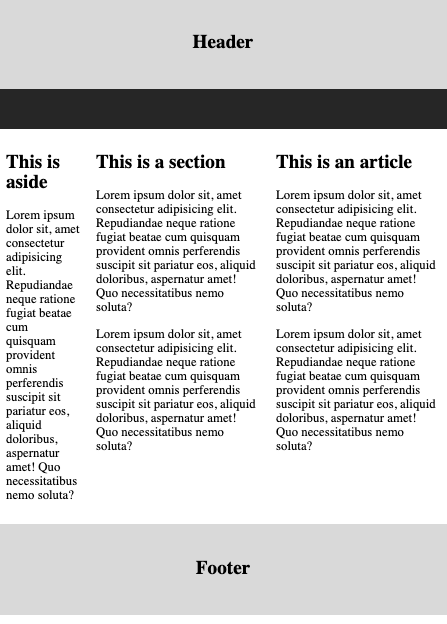 Header
This is
aside
Lorem ipsum
dolor sit, amet
consectetur
adipisicing
elit.
Repudiandae
neque ratione
fugiat beatae
cum
quisquam
provident
omnis
perferendis
suscipit sit
pariatur eos,
aliquid
doloribus,
aspernatur
amet! Quo
necessitatibus
nemo soluta?
This is a section
Lorem ipsum dolor sit, amet
consectetur adipisicing elit.
Repudiandae neque ratione
fugiat beatae cum quisquam
provident omnis perferendis
suscipit sit pariatur eos, aliquid
doloribus, aspernatur amet!
Quo necessitatibus nemo
soluta?
Lorem ipsum dolor sit, amet
consectetur adipisicing elit.
Repudiandae neque ratione
fugiat beatae cum quisquam
provident omnis perferendis
suscipit sit pariatur eos, aliquid
doloribus, aspernatur amet!
Quo necessitatibus nemo
soluta?
This is an article
Lorem ipsum dolor sit, amet
consectetur adipisicing elit.
Repudiandae neque ratione
fugiat beatae cum quisquam
provident omnis perferendis
suscipit sit pariatur eos, aliquid
doloribus, aspernatur amet!
Quo necessitatibus nemo
soluta?
Lorem ipsum dolor sit, amet
consectetur adipisicing elit.
Repudiandae neque ratione
fugiat beatae cum quisquam
provident omnis perferendis
suscipit sit pariatur eos, aliquid
doloribus, aspernatur amet!
Quo necessitatibus nemo
soluta?
Footer